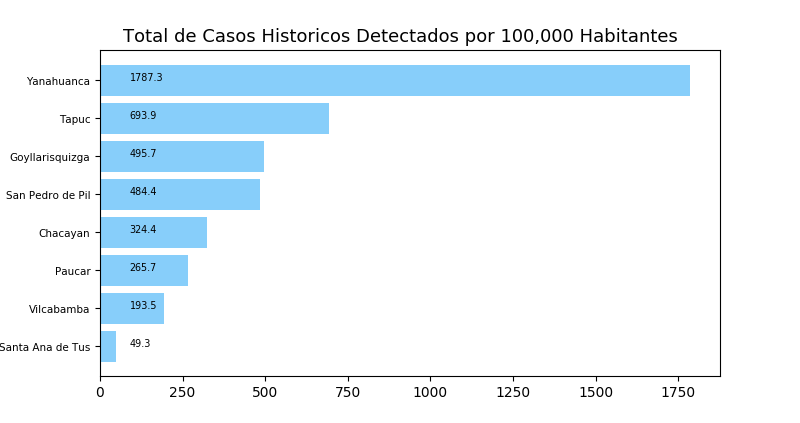 Total de Casos Historicos Detectados por 100,000 Habitantes
Yanahuanca 1787.3
Tapuc 693.9
Goyllarisquizga 495.7
San Pedro de Pil 484.4
Chacayan 324.4
Paucar 265.7
Vilcabamba 193.5
Santa Ana de Tus 49.3
0 250 500 750 1000 1250 1500 1750